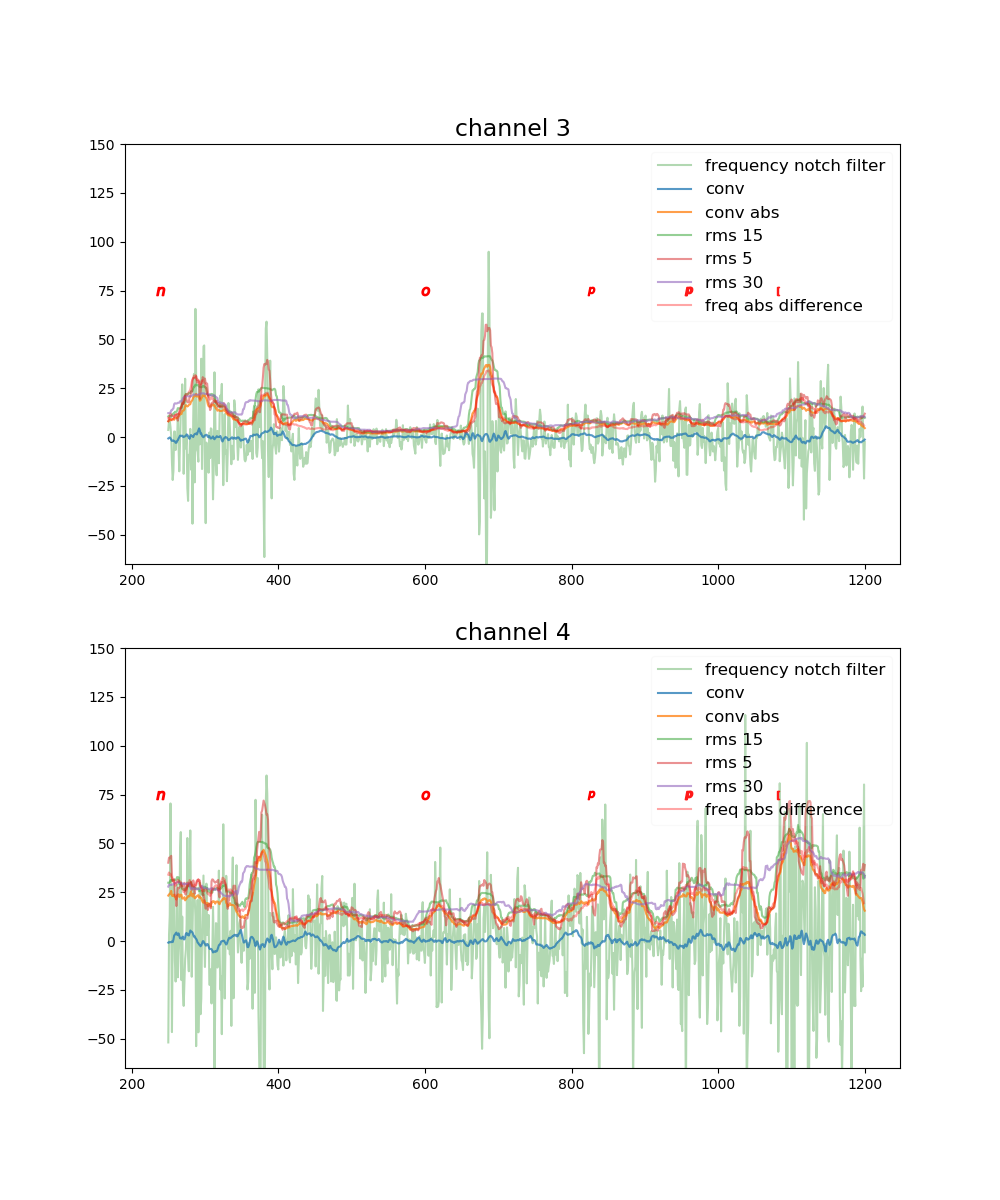 channel 3
150
125
100
75
50
25
0
−25
−50
frequency notch filter
conv
conv abs
rms 15
rms 5
rms 30
freq abs difference
n o P P
200 400 600 800 1000 1200
channel 4
150
125
100
75
50
25
0
−25
−50
frequency notch filter
conv
conv abs
rms 15
rms 5
rms 30
freq abs difference
n o P P
200 400 600 800 1000 1200